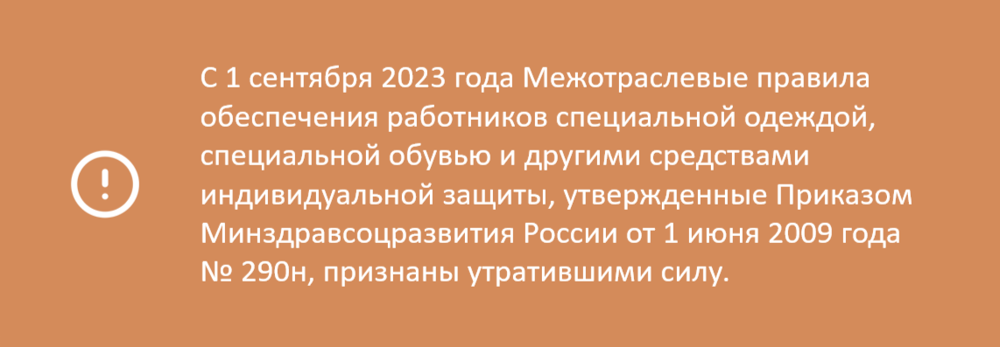 С 1 сентября 2023 года Межотраслевые правила
обеспечения работников специальной одеждой,
специальной обувью и другими средствами
индивидуальной защиты, утвержденные Приказом
Минздравсоцразвития России от 1 июня 2009 года
№ 290н, признаны утратившими силу.